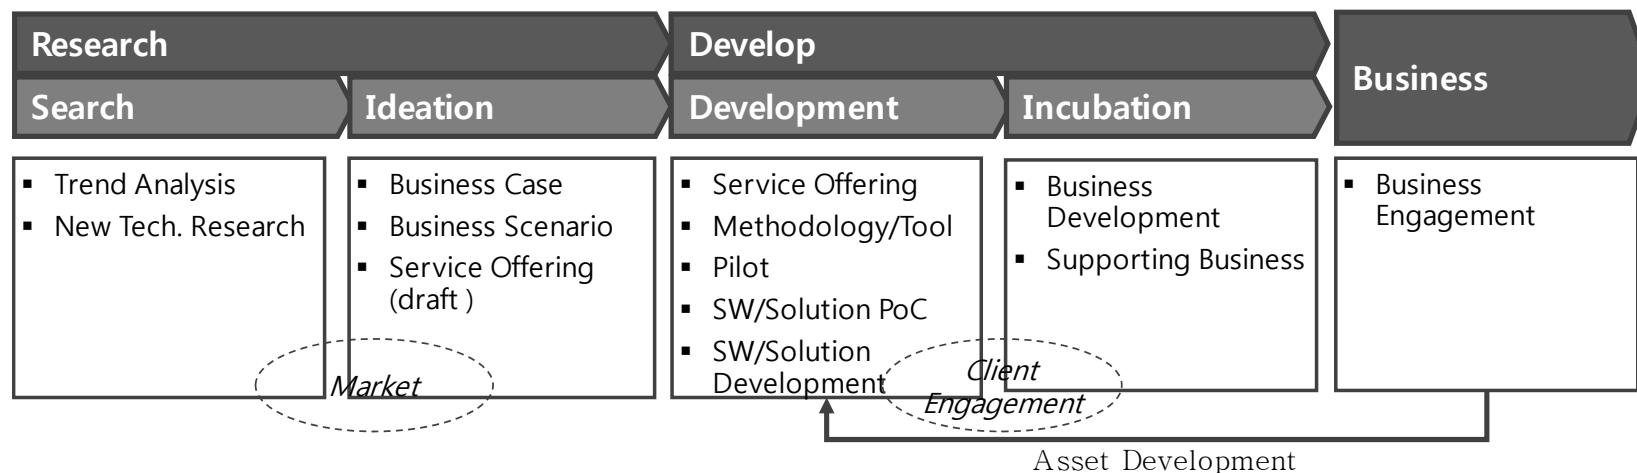 Research
Develop
Business
Search
Ideation
Development
Incubation
▪ Trend Analysis
▪ New Tech. Research
▪ Business Case
▪ Business Scenario
▪ Service Offering
(draft )
▪ Service Offering
▪ Methodology/Tool
▪ Pilot
▪ SW/Solution PoC
▪ SW/Solution
Development
▪ Business
Development
▪ Supporting Business
▪ Business
Engagement
Market
Client
Engagement
Asset Development